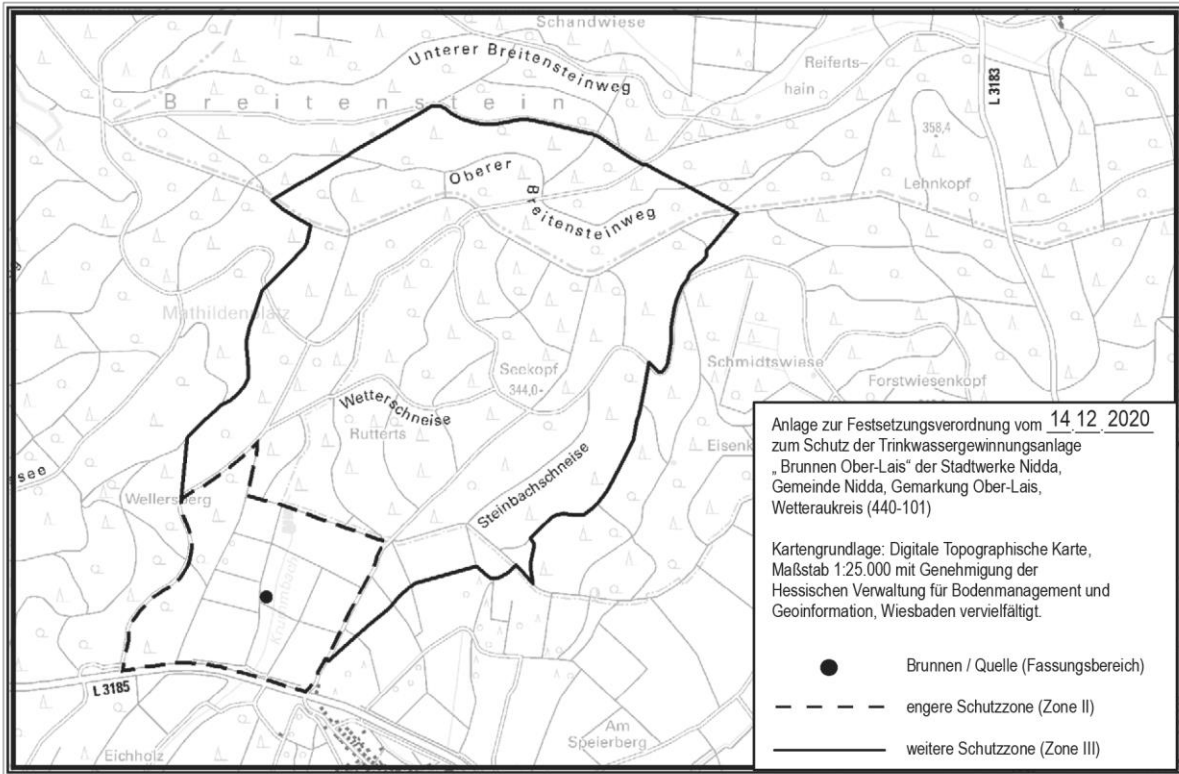 Schandwiese
Unterer Breitensteinweg
Reiferts-
hain
L 3183
Breitenstein
358,4
Oberer
Breitensteinweg
Lehnkopf
Mathildenplatz
Seekopf
344,0
Schmidtswiese
Forstwiesenkopf
Wetterschneise
Rutterts
Wellersberg
Steinbachschneise
L 3185
Eichholz
Am
Speierberg
Anlage zur Festsetzungsverordnung vom 14.12.2020
zum Schutz der Trinkwassergewinnungsanlage
„ Brunnen Ober-Lais“ der Stadtwerke Nidda,
Gemeinde Nidda, Gemarkung Ober-Lais,
Wetteraukreis (440-101)
Kartengrundlage: Digitale Topographische Karte,
Maßstab 1:25.000 mit Genehmigung der
Hessischen Verwaltung für Bodenmanagement und
Geoinformation, Wiesbaden vervielfältigt.
Brunnen / Quelle (Fassungsbereich)
engere Schutzzone (Zone II)
weitere Schutzzone (Zone III)